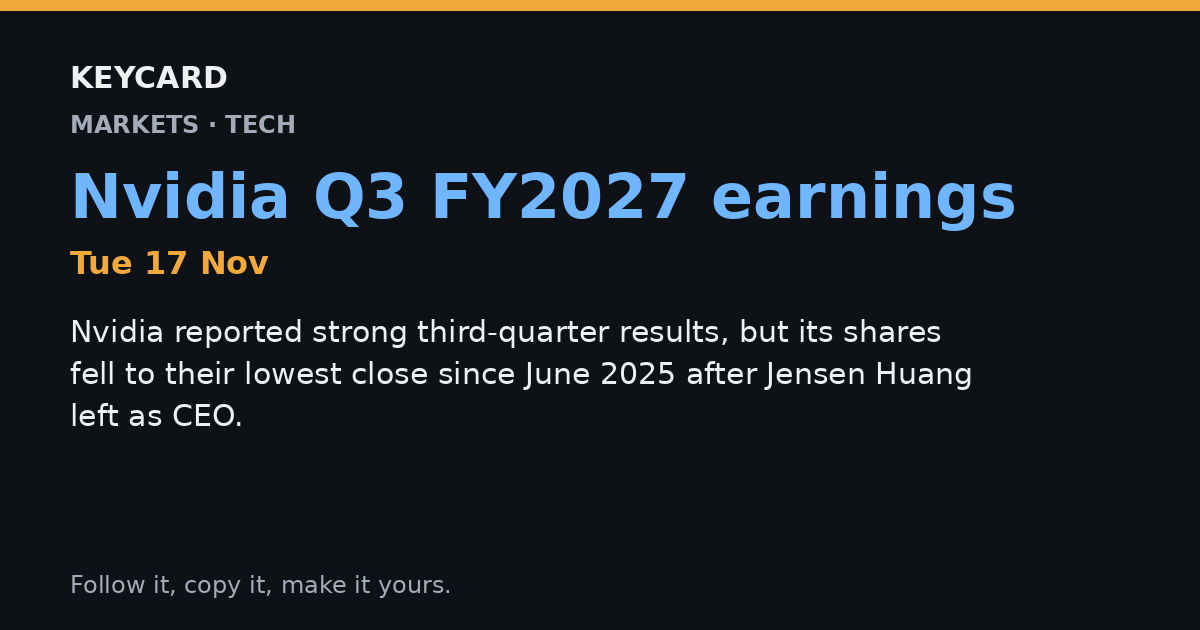 KEYCARD
MARKETS · TECH
Nvidia Q3 FY2027 earnings
Tue 17 Nov
Nvidia reported strong third-quarter results, but its shares
fell to their lowest close since June 2025 after Jensen Huang
left as CEO.
Follow it, copy it, make it yours.